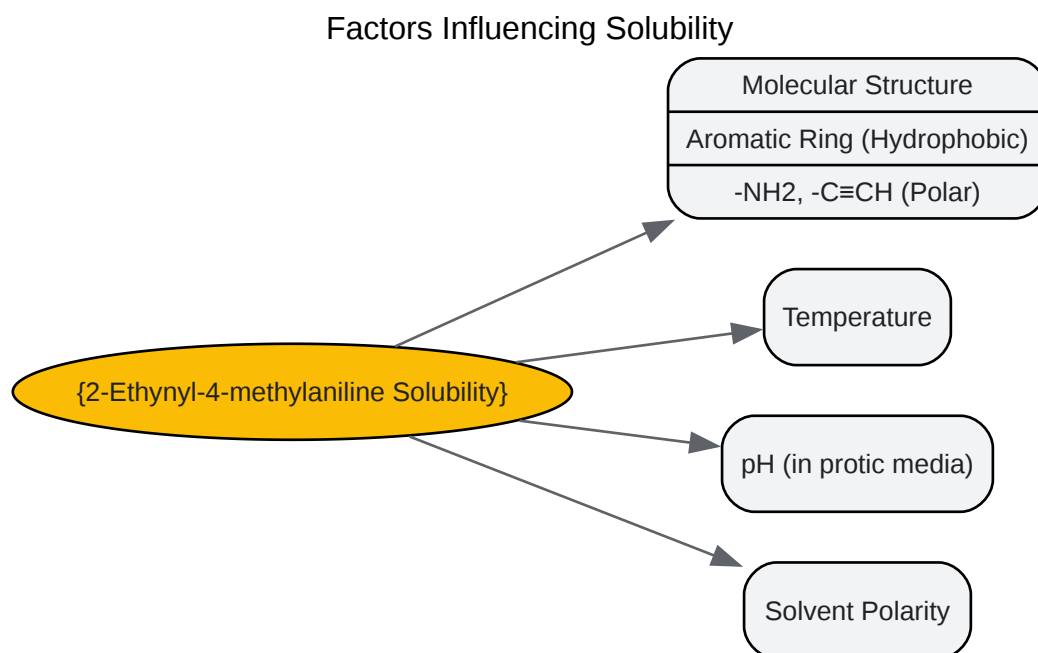 Factors Influencing Solubility
Molecular Structure
Aromatic Ring (Hydrophobic)
-NH2, -C≡CH (Polar)
Temperature
{2-Ethynyl-4-methylaniline Solubility}
pH (in protic media)
Solvent Polarity